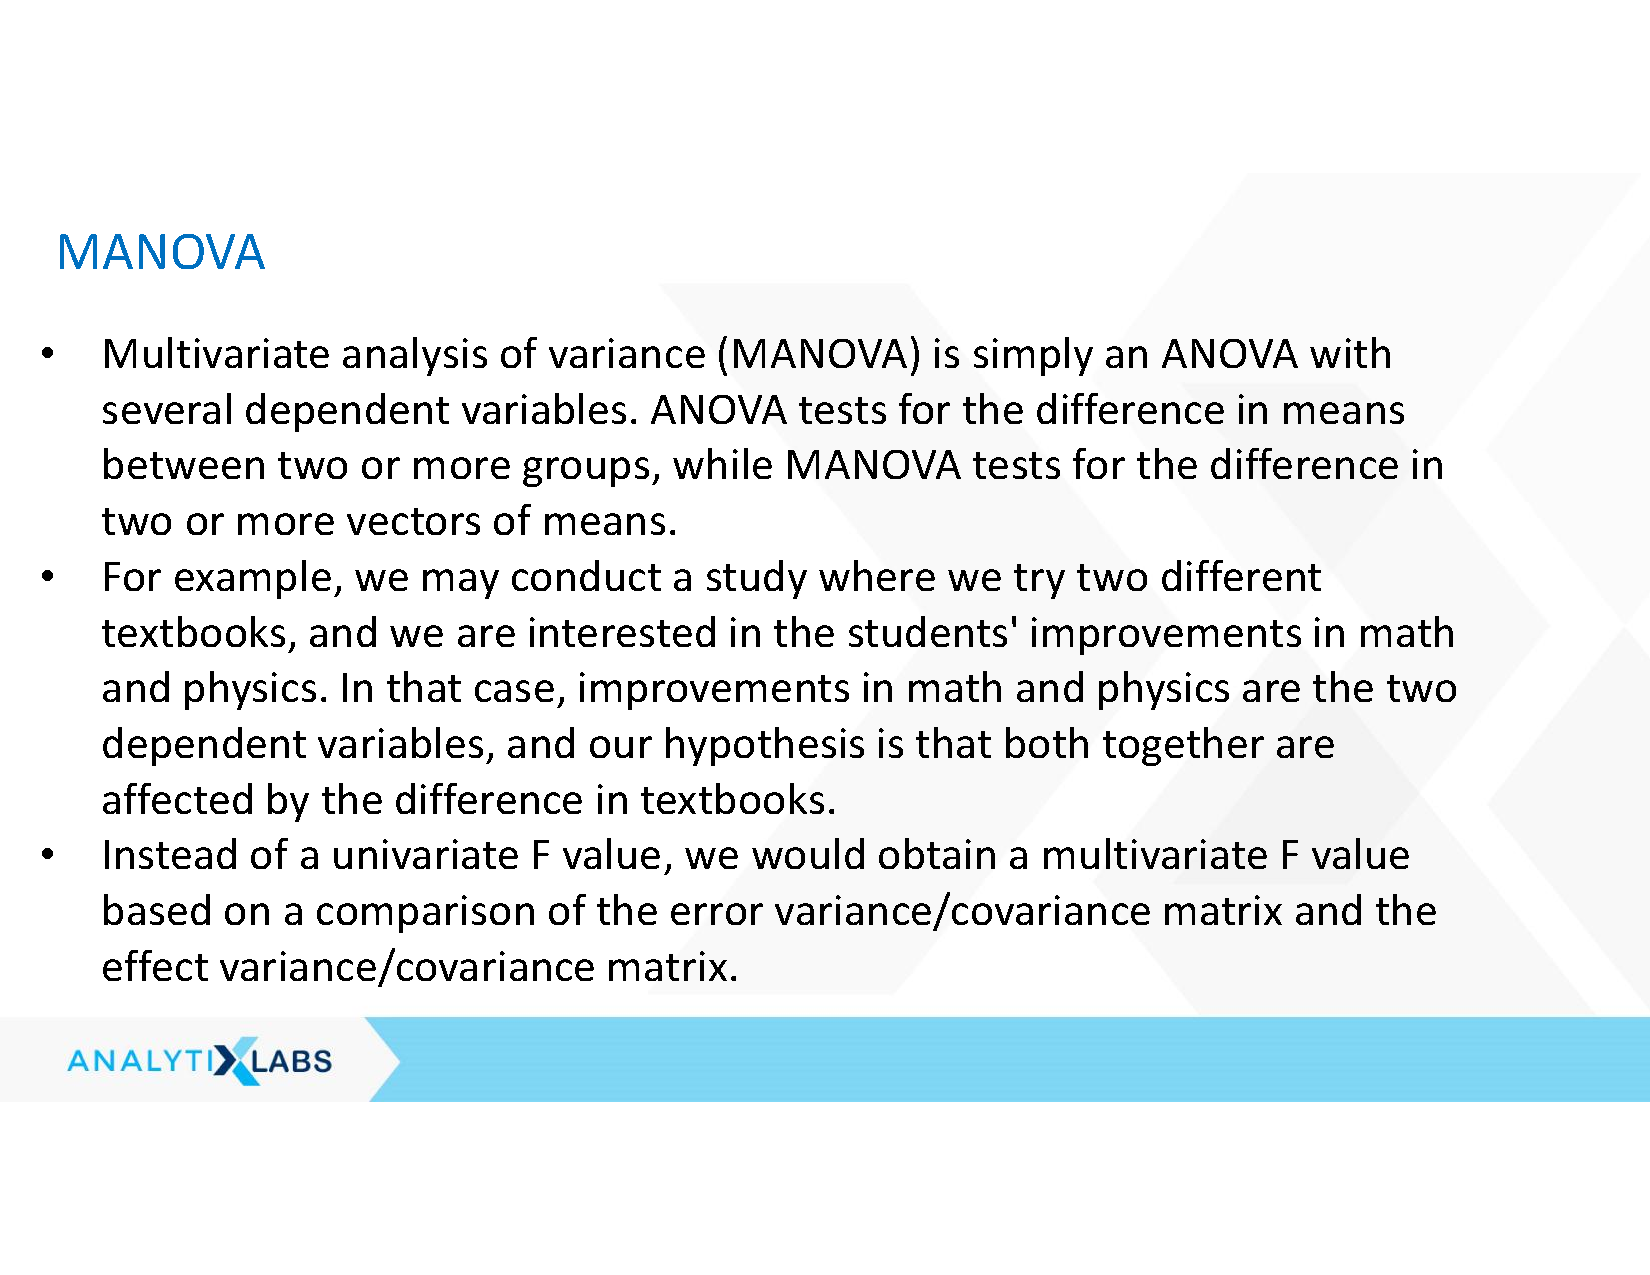 MANOVA
• Multivariate analysis of variance (MANOVA) is simply an ANOVA with
several dependent variables. ANOVA tests for the difference in means
between two or more groups, while MANOVA tests for the difference in
two or more vectors of means.
• For example, we may conduct a study where we try two different
textbooks, and we are interested in the students' improvements in math
and physics. In that case, improvements in math and physics are the two
dependent variables, and our hypothesis is that both together are
affected by the difference in textbooks.
• Instead of a univariate F value, we would obtain a multivariate F value
based on a comparison of the error variance/covariance matrix and the
effect variance/covariance matrix.
ANALYTIXLABS